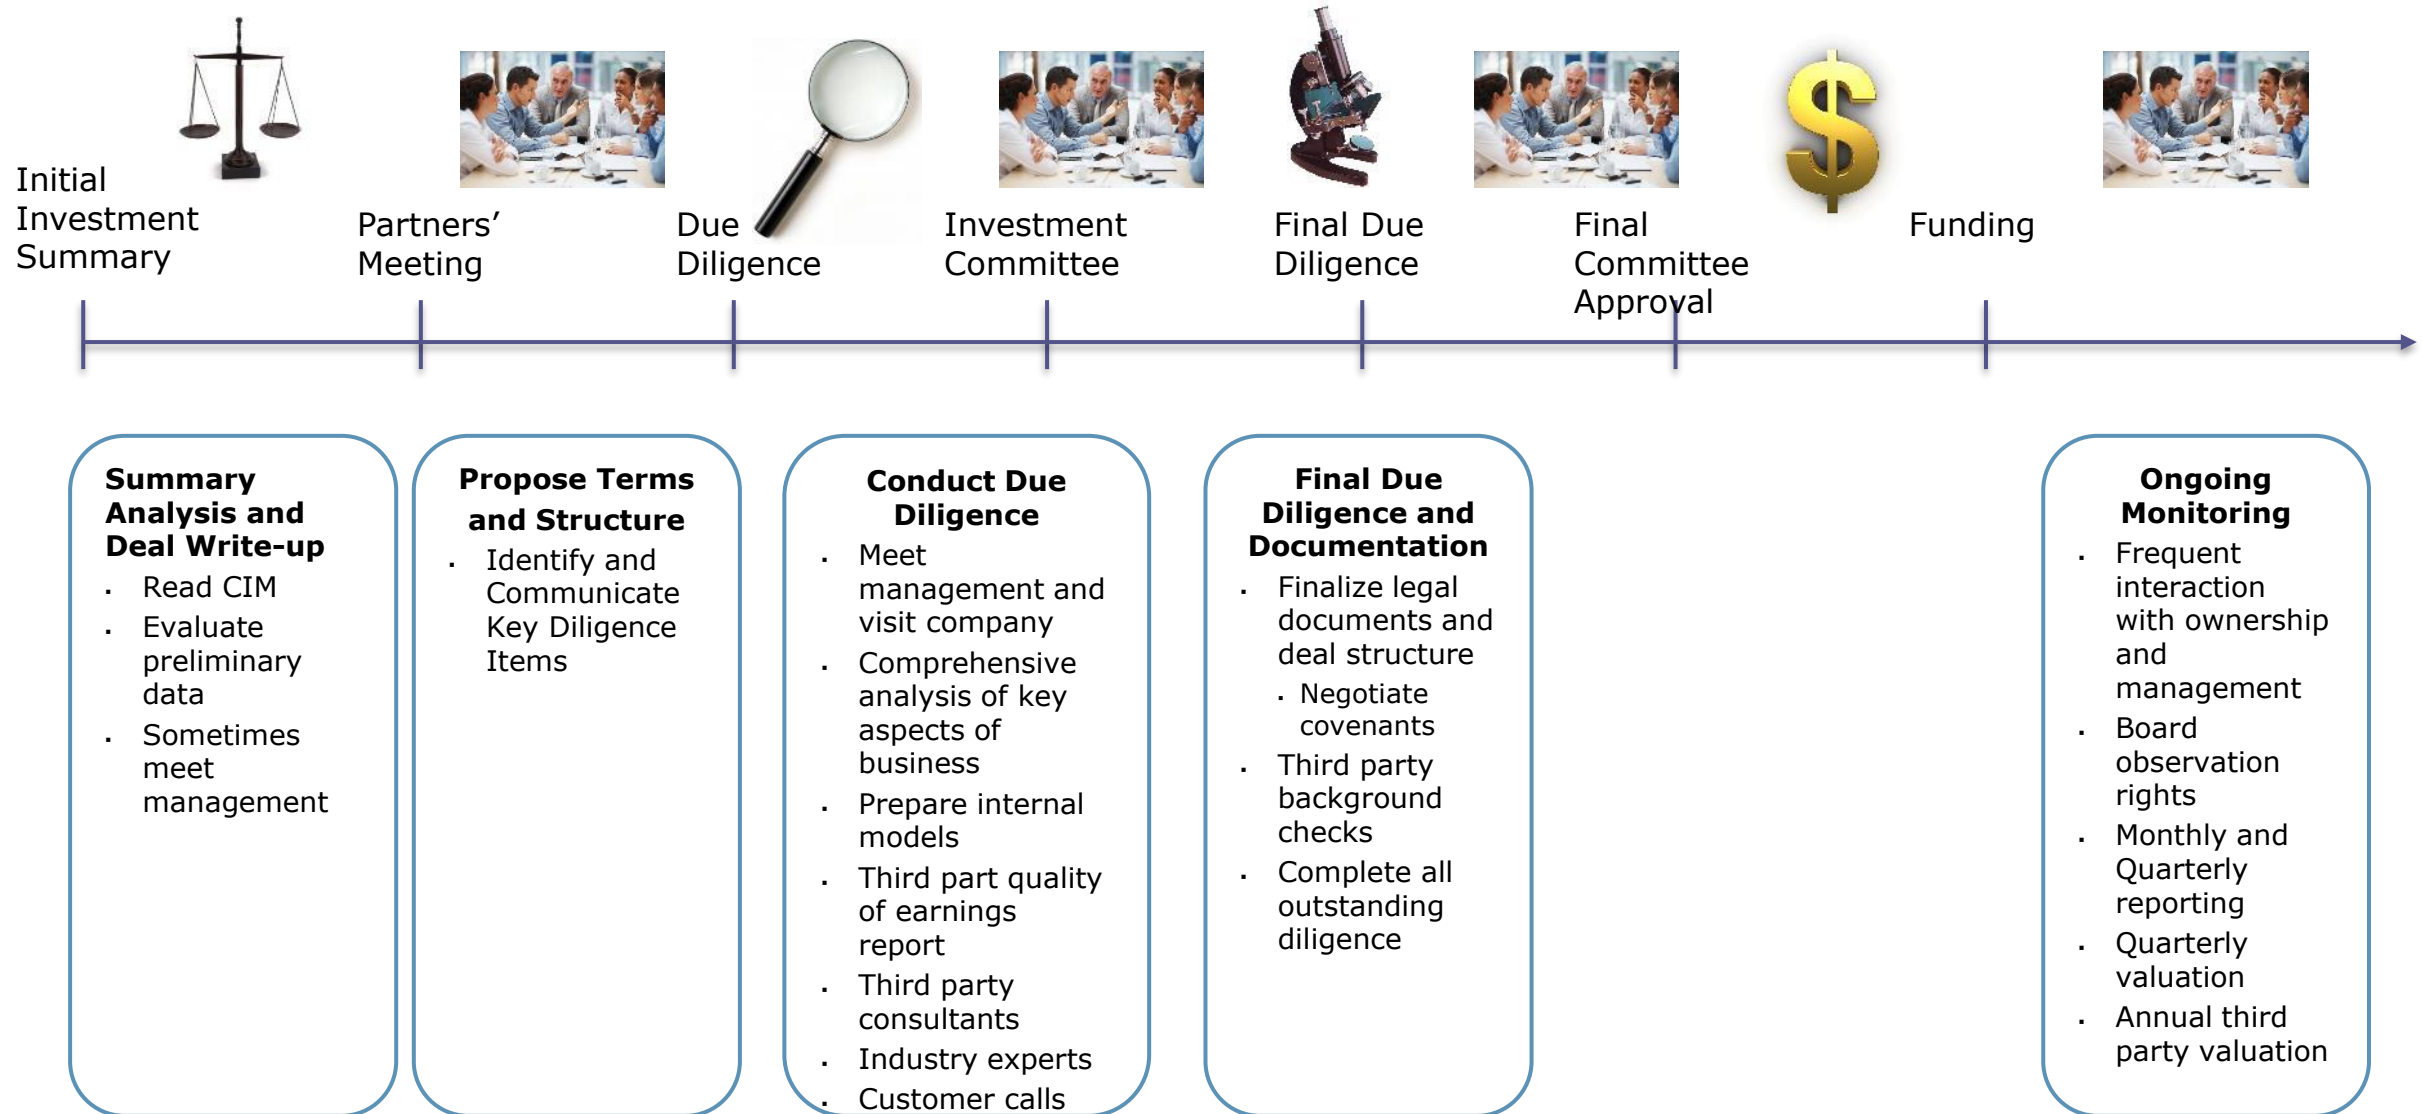 Initial
Investment
Summary
Partners’
Meeting
Due
Diligence
Investment
Committee
Final Due
Diligence
Final
Committee
Approval
Funding
Summary
Analysis and
Deal Write-up
▪ Read CIM
▪ Evaluate
preliminary
data
▪ Sometimes
meet
management
Propose Terms
and Structure
▪ Identify and
Communicate
Key Diligence
Items
Conduct Due
Diligence
▪ Meet
management and
visit company
▪ Comprehensive
analysis of key
aspects of
business
▪ Prepare internal
models
▪ Third part quality
of earnings
report
▪ Third party
consultants
▪ Industry experts
▪ Customer calls
Final Due
Diligence and
Documentation
▪ Finalize legal
documents and
deal structure
▪ Negotiate
covenants
▪ Third party
background
checks
▪ Complete all
outstanding
diligence
Ongoing
Monitoring
▪ Frequent
interaction
with ownership
and
management
▪ Board
observation
rights
▪ Monthly and
Quarterly
reporting
▪ Quarterly
valuation
▪ Annual third
party valuation